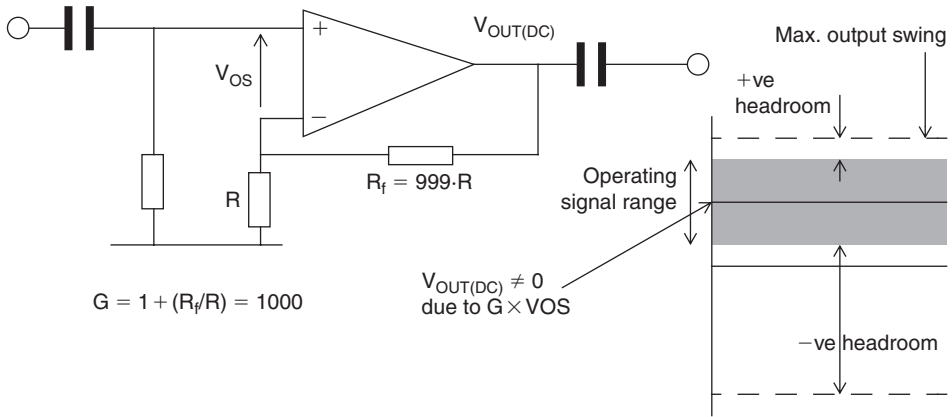 V_OUT(DC)
Max. output swing
+
V_OS
+ve
headroom
−
Operating
signal range
R_f = 999·R
R
V_OUT(DC) ≠ 0
due to G × VOS
G = 1 + (R_f/R) = 1000
−ve headroom